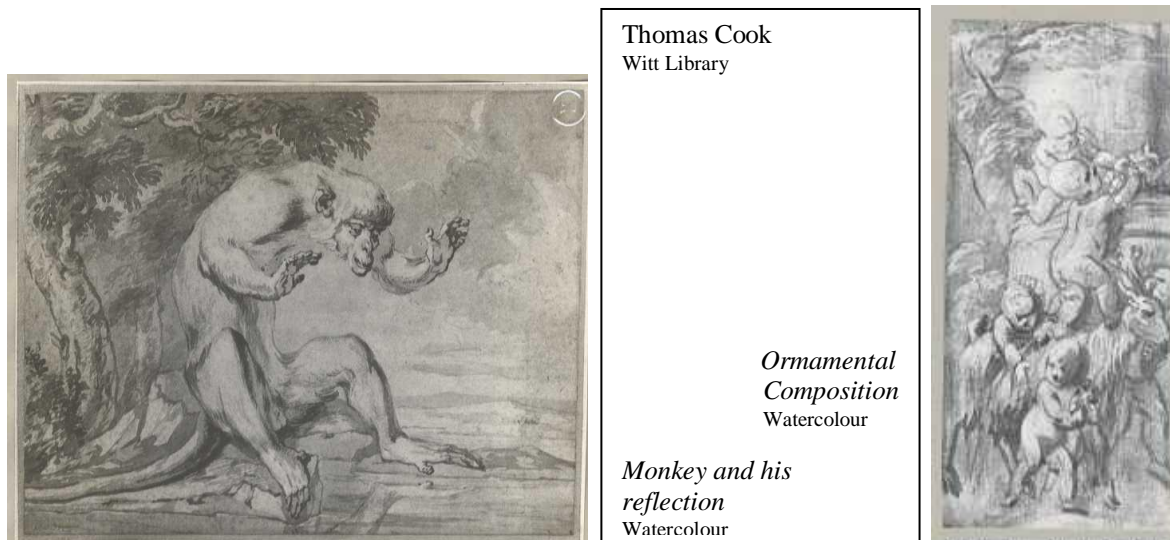 Thomas Cook
Witt Library
Ormamental
Composition
Watercolour
Monkey and his
reflection
Watercolour